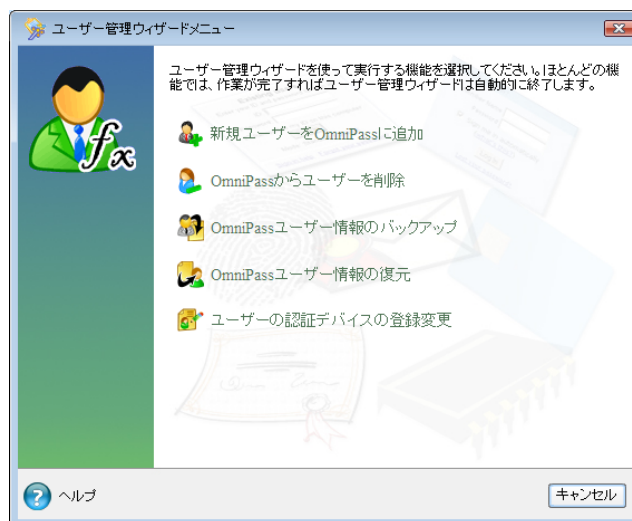 ユーザー管理ウィザードメニュー
ユーザー管理ウィザードを使って実行する機能を選択してください。ほとんどの機
能では、作業が完了すればユーザー管理ウィザードは自動的に終了します。
fx
新規ユーザーをOmniPassに追加
OmniPassからユーザーを削除
OmniPassユーザー情報のバックアップ
OmniPassユーザー情報の復元
ユーザーの認証デバイスの登録変更
ヘルプ
キャンセル